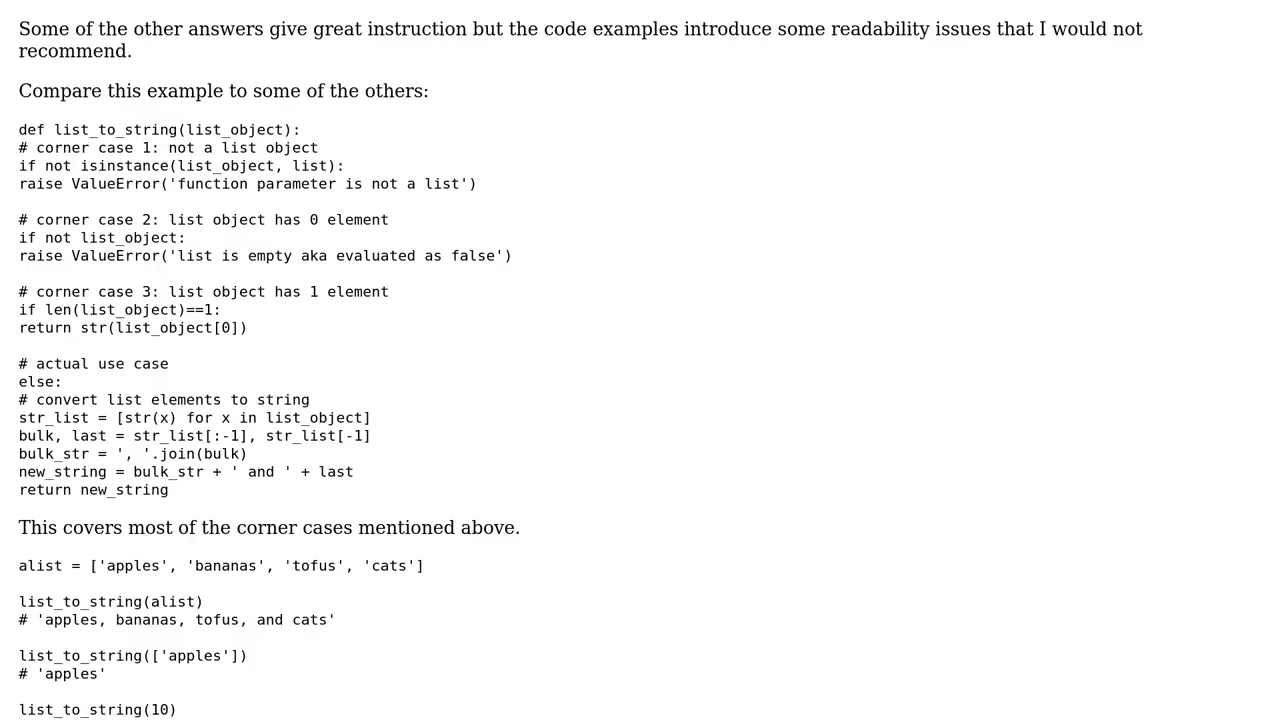 Some of the other answers give great instruction but the code examples introduce some readability issues that I would not
recommend.
Compare this example to some of the others:
def list_to_string(list_object):
# corner case 1: not a list object
if not isinstance(list_object, list):
raise ValueError('function parameter is not a list')
# corner case 2: list object has 0 element
if not list_object:
raise ValueError('list is empty aka evaluated as false')
# corner case 3: list object has 1 element
if len(list_object)==1:
return str(list_object[0])
# actual use case
else:
# convert list elements to string
str_list = [str(x) for x in list_object]
bulk, last = str_list[:-1], str_list[-1]
bulk_str = ', '.join(bulk)
new_string = bulk_str + ' and ' + last
return new_string
This covers most of the corner cases mentioned above.
alist = ['apples', 'bananas', 'tofus', 'cats']
list_to_string(alist)
# 'apples, bananas, tofus, and cats'
list_to_string(['apples'])
# 'apples'
list_to_string(10)